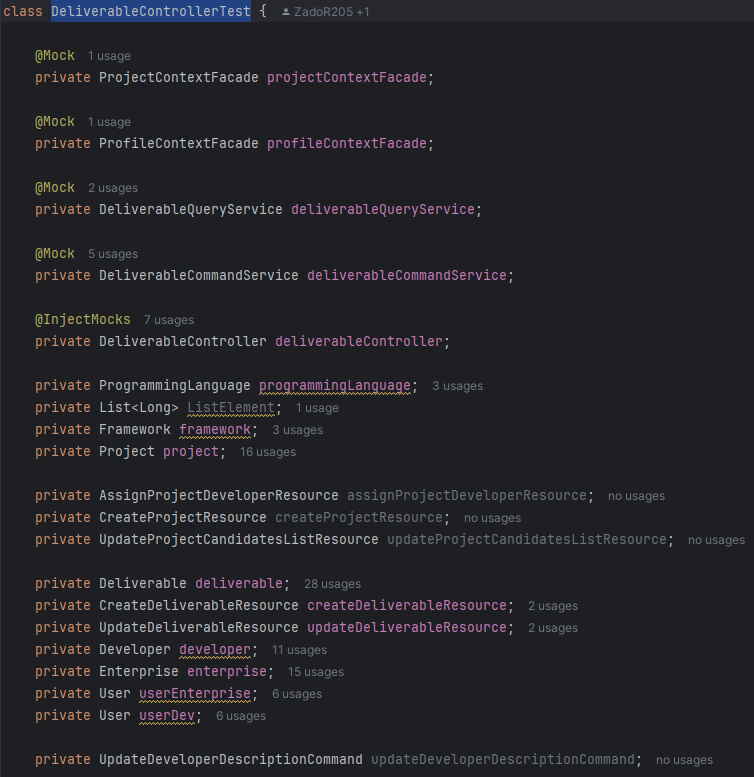 class DeliverableControllerTest { ZadoR205 +1
@Mock 1 usage
private ProjectContextFacade projectContextFacade;
@Mock 1 usage
private ProfileContextFacade profileContextFacade;
@Mock 2 usages
private DeliverableQueryService deliverableQueryService;
@Mock 5 usages
private DeliverableCommandService deliverableCommandService;
@InjectMocks 7 usages
private DeliverableController deliverableController;
private ProgrammingLanguage programmingLanguage; 3 usages
private List<Long> ListElement; 1 usage
private Framework framework; 3 usages
private Project project; 16 usages
private AssignProjectDeveloperResource assignProjectDeveloperResource; no usages
private CreateProjectResource createProjectResource; no usages
private UpdateProjectCandidatesListResource updateProjectCandidatesListResource; no usages
private Deliverable deliverable; 28 usages
private CreateDeliverableResource createDeliverableResource; 2 usages
private UpdateDeliverableResource updateDeliverableResource; 2 usages
private Developer developer; 11 usages
private Enterprise enterprise; 15 usages
private User userEnterprise; 6 usages
private User userDev; 6 usages
private UpdateDeveloperDescriptionCommand updateDeveloperDescriptionCommand; no usages